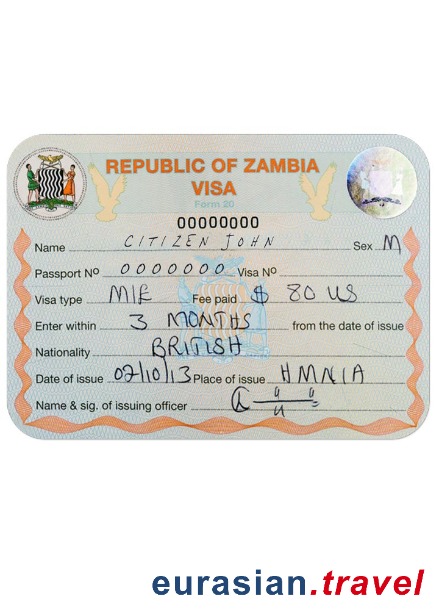 REPUBLIC OF ZAMBIA
VISA
Form 20
00000000
Name CITIZEN JOHN Sex M
Passport Nº 0000000 Visa Nº
Visa type M/E Fee paid $ 80 US
Enter within 3 MONTHS from the date of issue
Nationality BRITISH
Date of issue 02/10/13 Place of issue HMNIA
Name & sig. of issuing officer
eurasian.travel